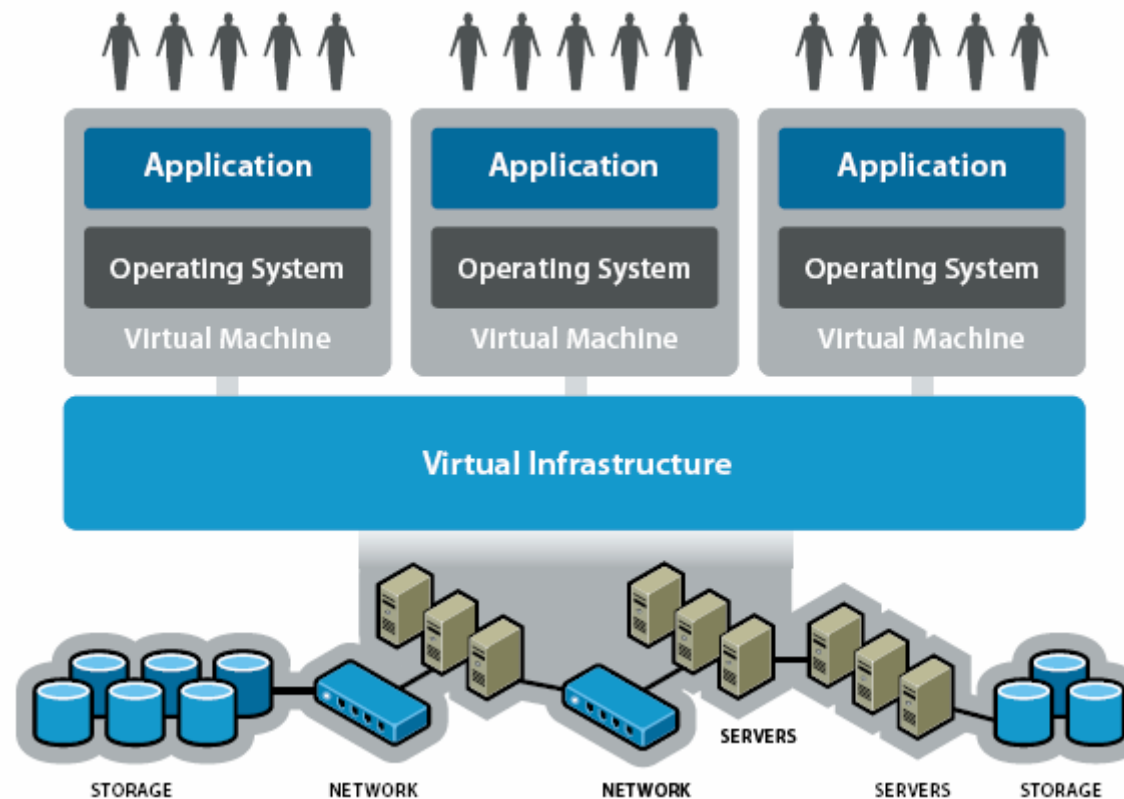 Application
Application
Application
Operating System
Operating System
Operating System
Virtual Machine
Virtual Machine
Virtual Machine
Virtual Infrastructure
SERVERS
STORAGE
NETWORK
NETWORK
SERVERS
STORAGE